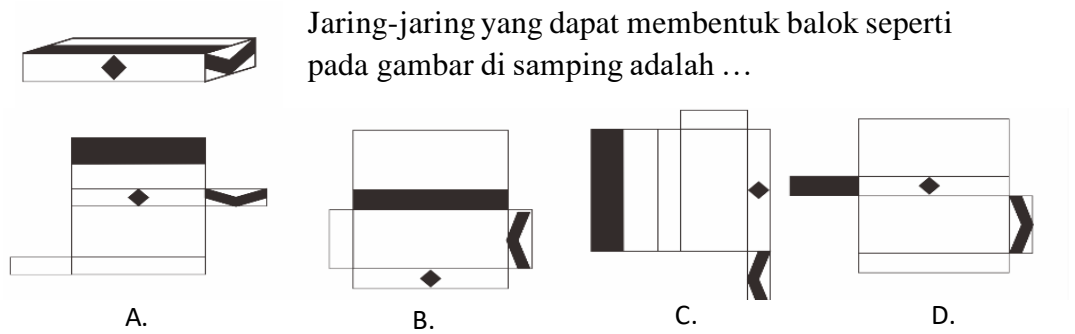 Jaring-jaring yang dapat membentuk balok seperti
pada gambar di samping adalah …
A.
B.
C.
D.